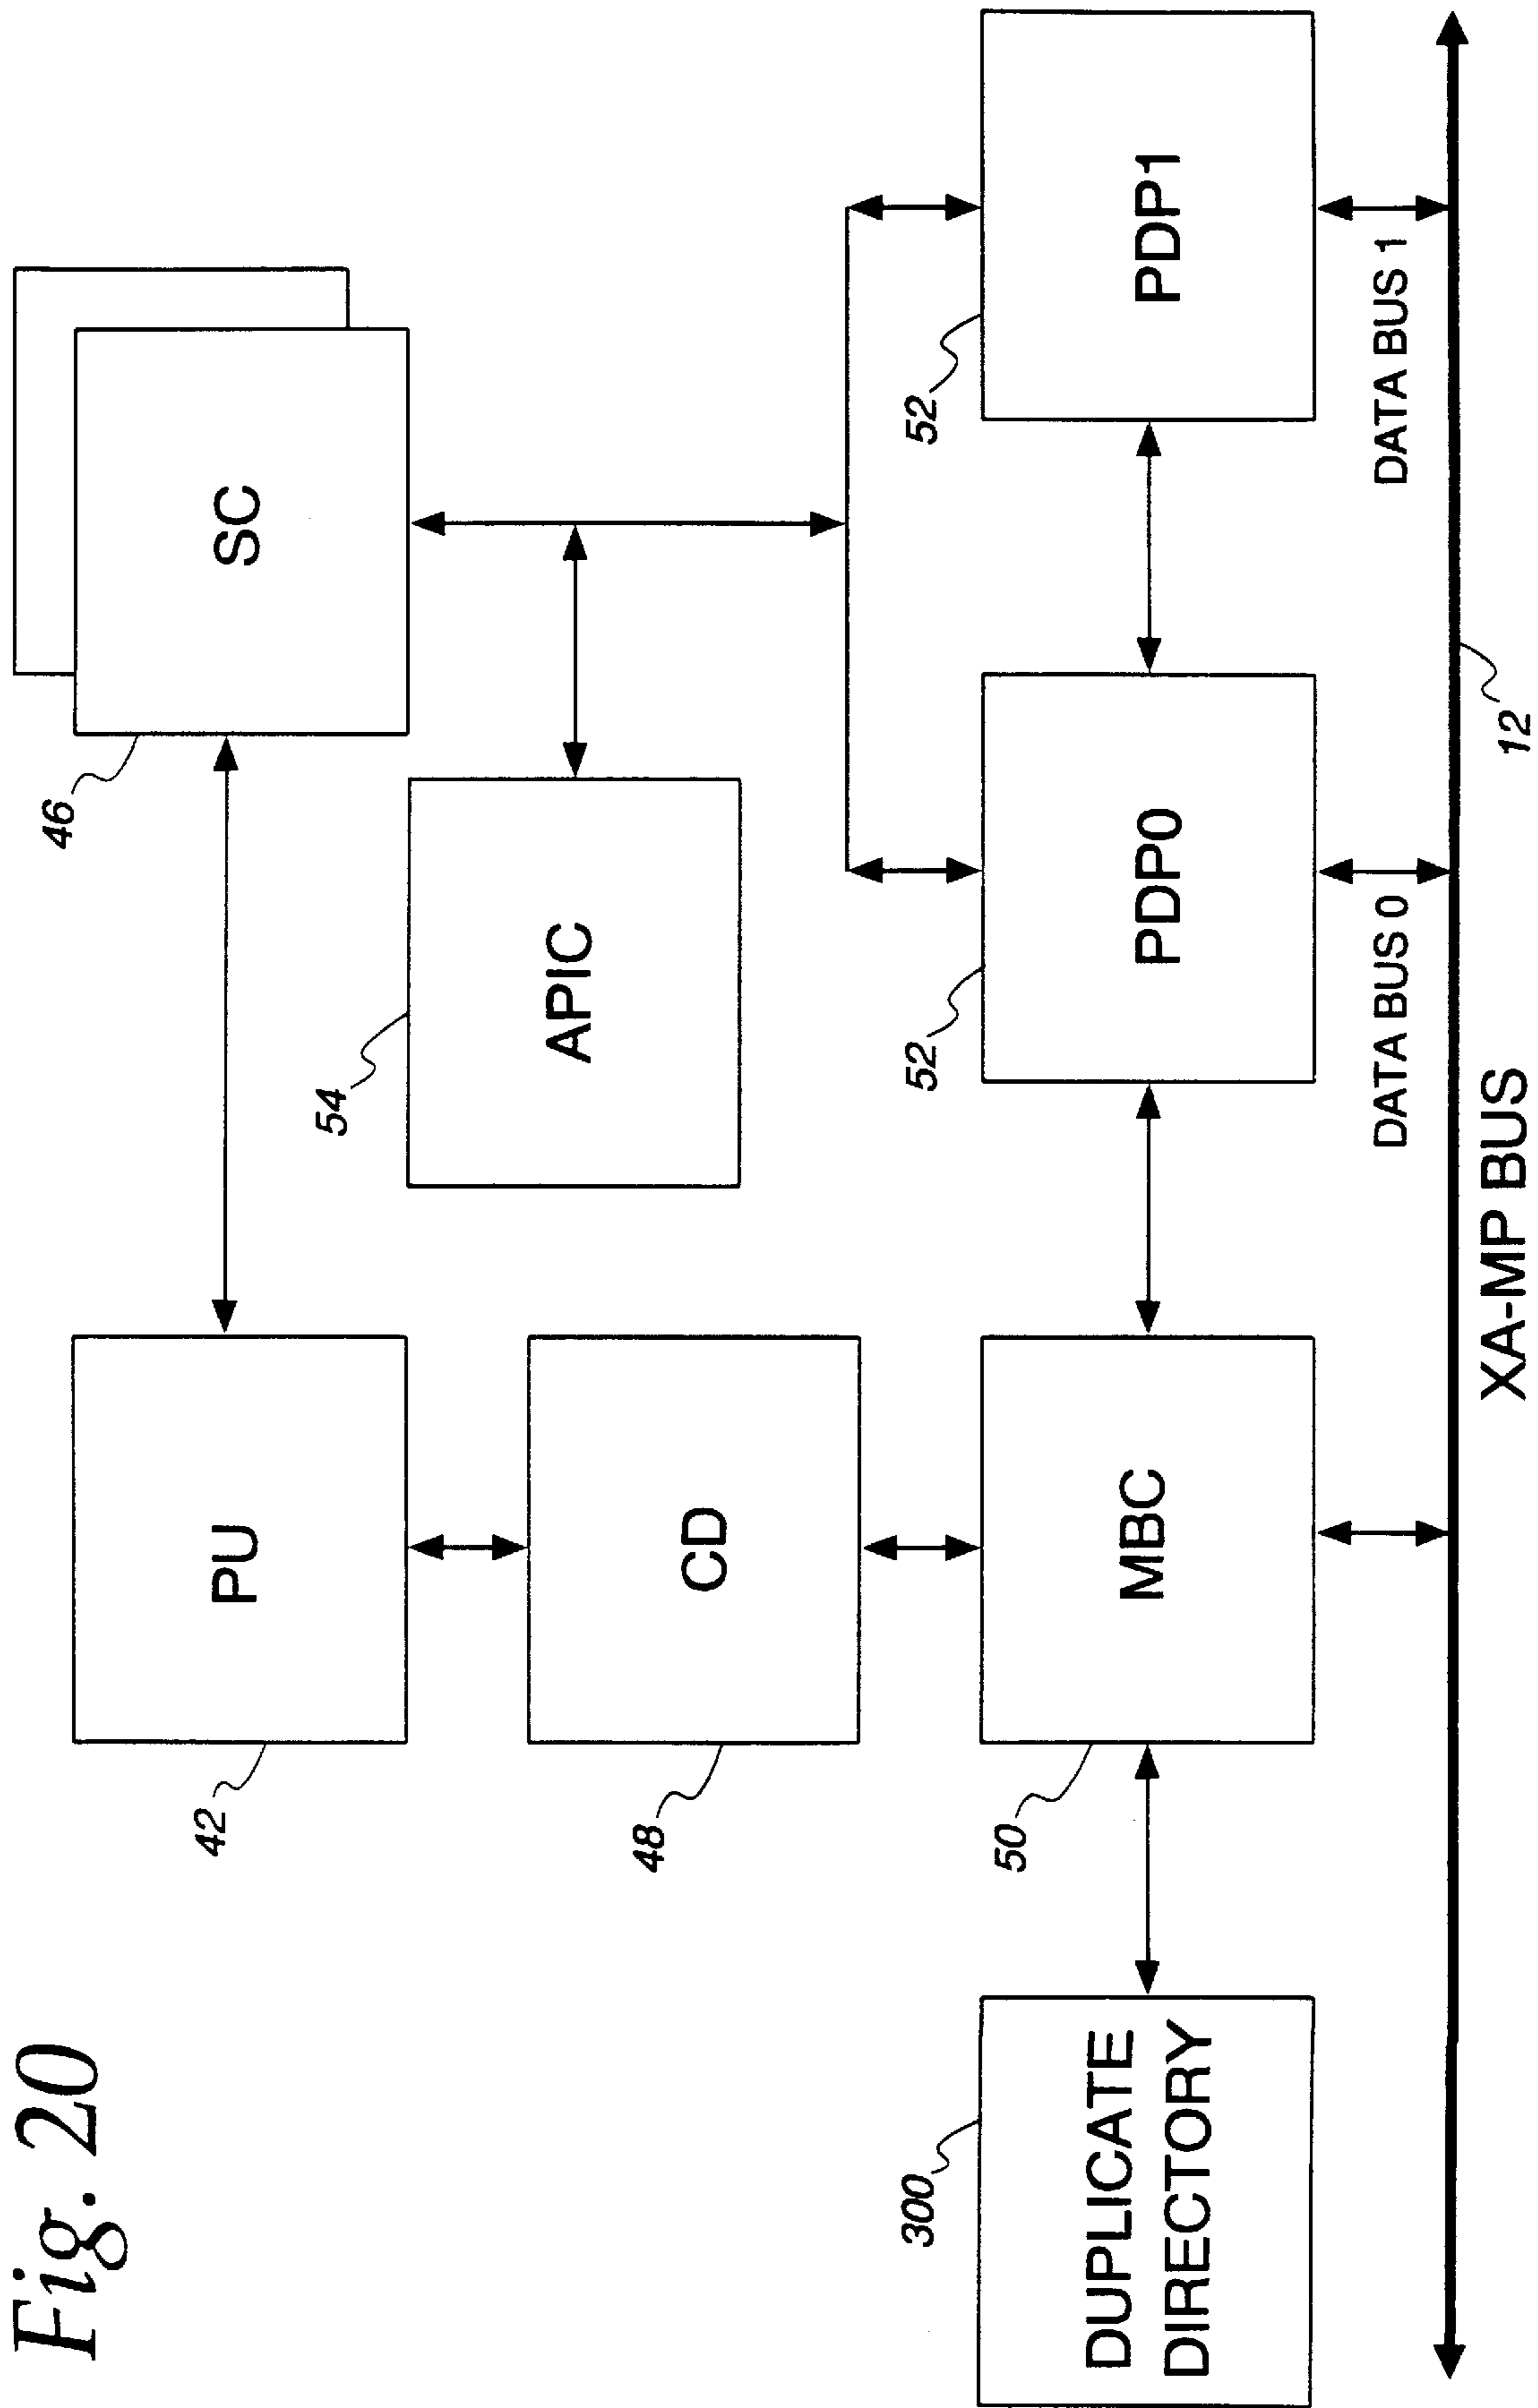 Fig. 20
42
PU
46
SC
48
CD
54
APIC
300
DUPLICATE
DIRECTORY
50
MBC
52
PDP0
52
PDP1
DATA BUS 0
DATA BUS 1
XA-MP BUS
12